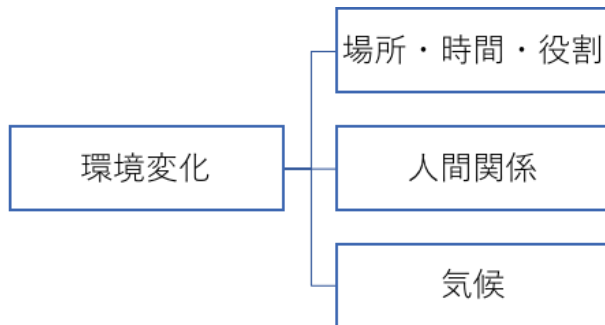 環境変化
場所・時間・役割
人間関係
気候